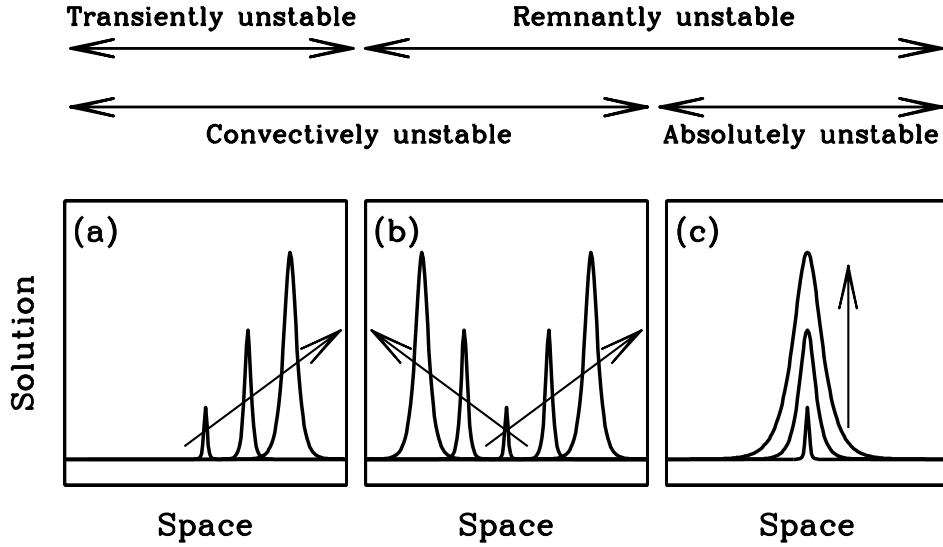 Transiently unstable
Remnantly unstable
Convectively unstable
Absolutely unstable
(a)
(b)
(c)
Solution
Space
Space
Space